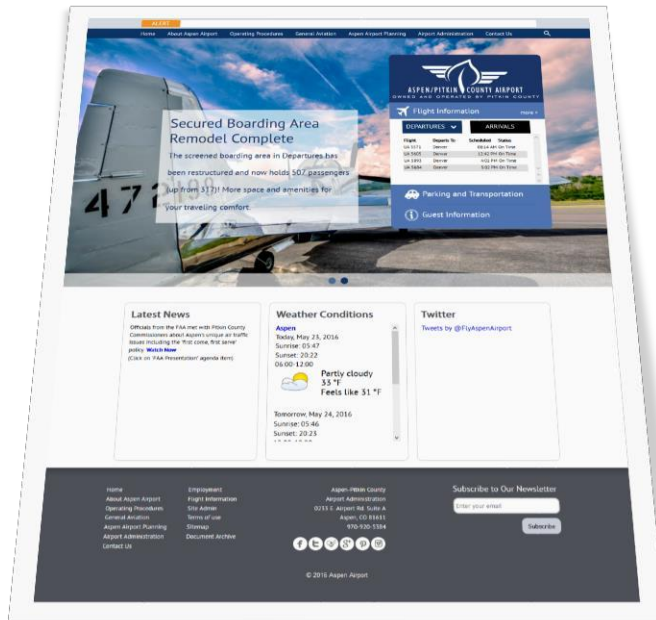 ALERT
Home About Aspen Airport Operating Procedures General Aviation Aspen Airport Planning Airport Administration Contact Us
ASPEN/PITKIN COUNTY AIRPORT
OWNED AND OPERATED BY PITKIN COUNTY
Flight Information more +
DEPARTURES ARRIVALS
Flight Departs To Scheduled Status
Denver On Time
Denver On Time
Denver On Time
Denver On Time
Parking and Transportation
Guest Information
Secured Boarding Area
Remodel Complete
The screened boarding area in Departures has
been restructured and now holds 507 passengers
(up from 317)! More space and amenities for
your traveling comfort.
Latest News
Officials from the FAA met with Pitkin County
Commissioners about Aspen's unique air traffic
issues including the 'first come, first serve'
policy. Watch Now
(Click on 'FAA Presentation' agenda item)
Weather Conditions
Aspen
Today, May 23, 2016
Sunrise: 05:47
Sunset: 20:22
06:00-12:00
Partly cloudy
33 °F
Feels like 31 °F
Tomorrow, May 24, 2016
Sunrise: 05:46
Sunset: 20:23
Twitter
Tweets by @FlyAspenAirport
Home
About Aspen Airport
Operating Procedures
General Aviation
Aspen Airport Planning
Airport Administration
Contact Us
Employment
Flight Information
Site Admin
Terms of use
Sitemap
Document Archive
Aspen-Pitkin County
Airport Administration
0233 E. Airport Rd. Suite A
Aspen, CO 81611
970-920-5384
Subscribe to Our Newsletter
Enter your email
Subscribe
© 2016 Aspen Airport